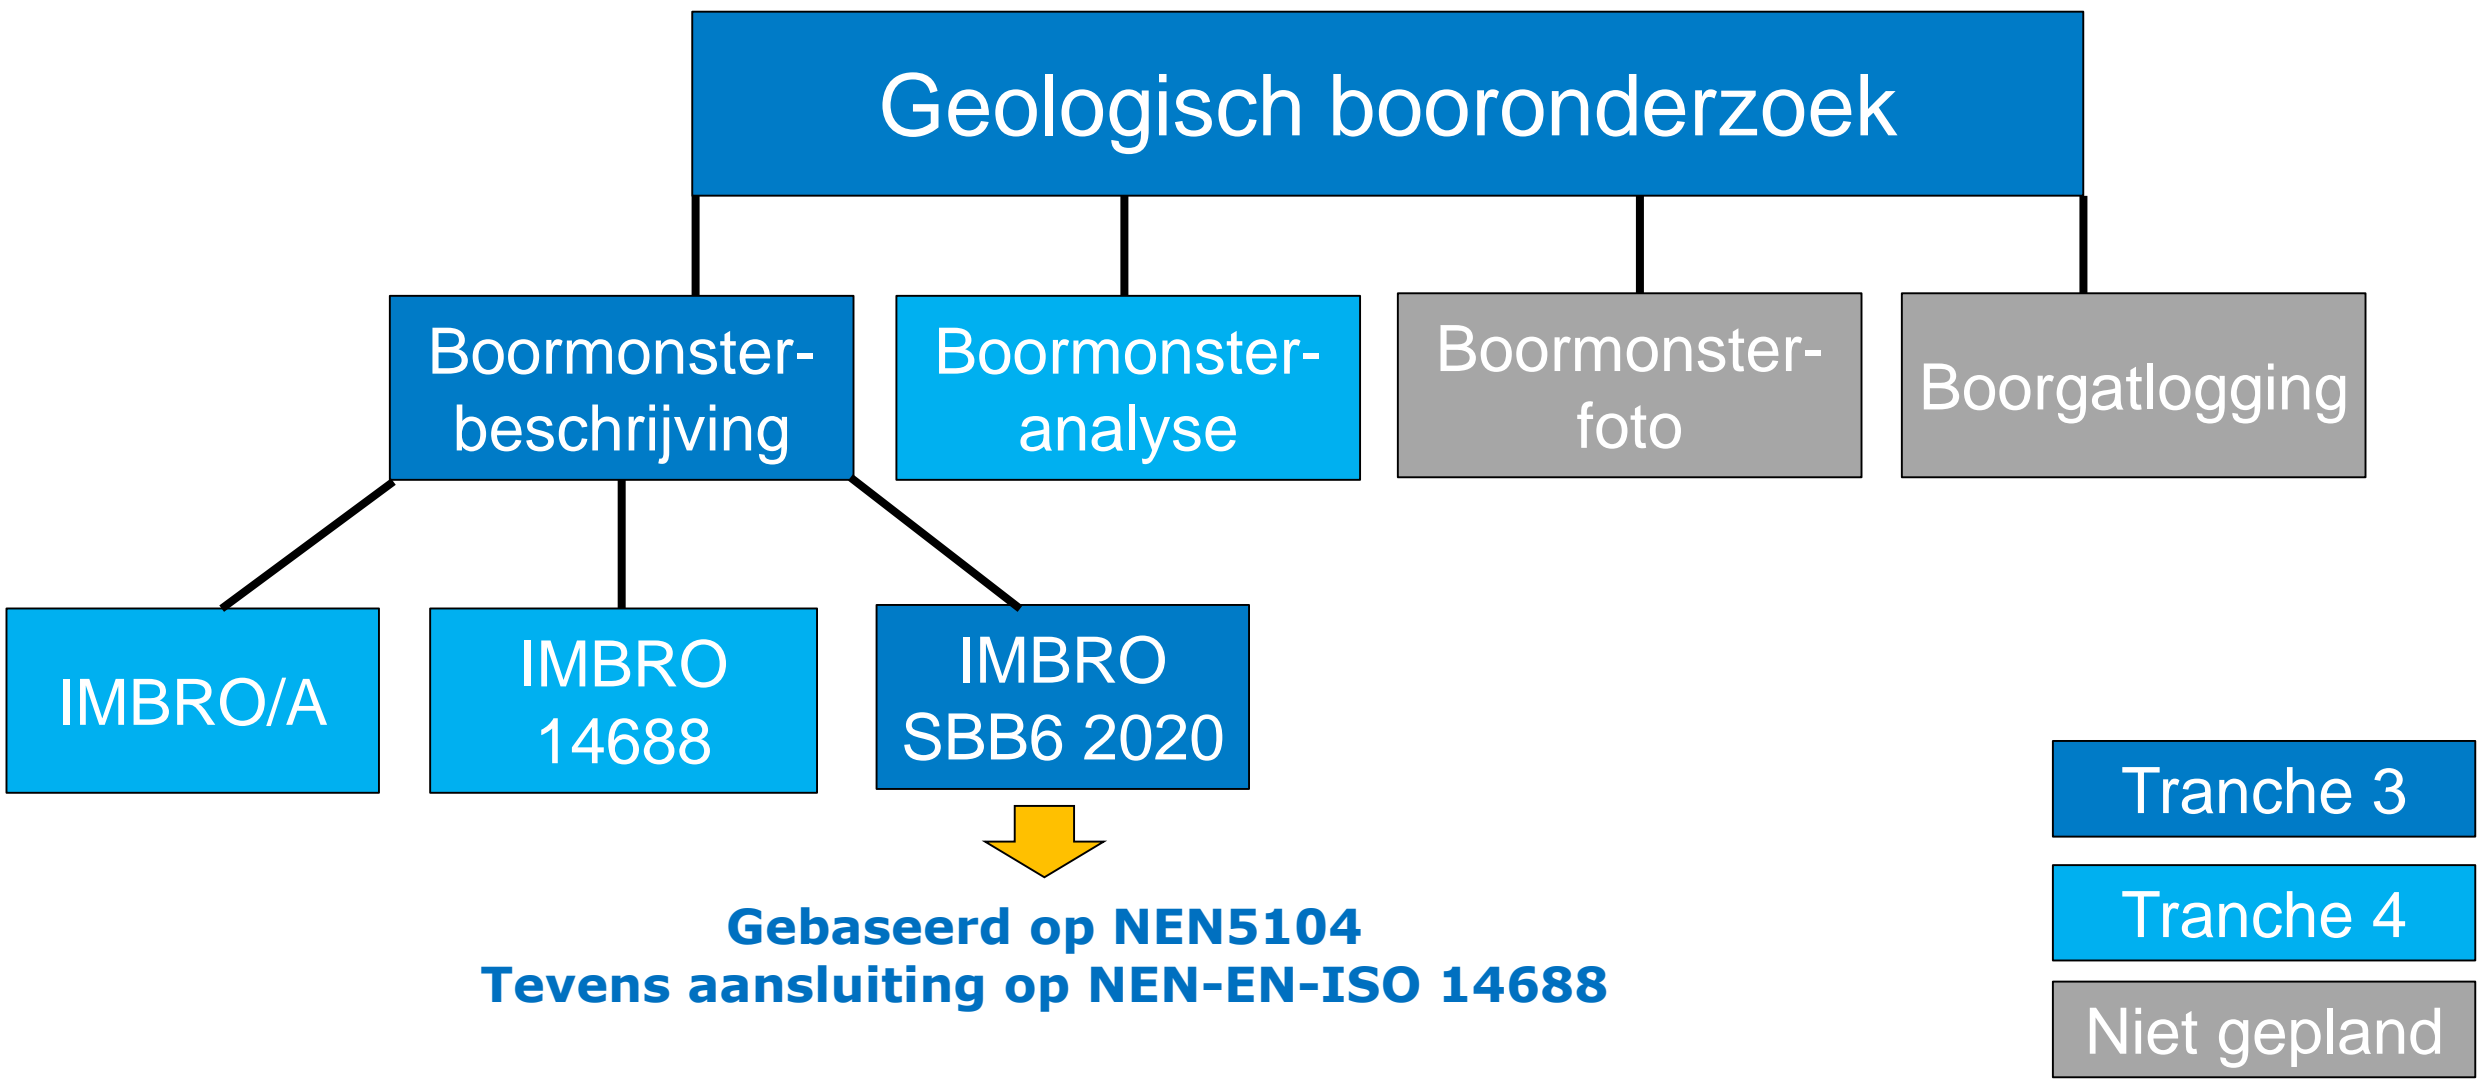 Geologisch booronderzoek
Boormonster-
beschrijving
Boormonster-
analyse
Boormonster-
foto
Boorgatlogging
IMBRO/A
IMBRO
14688
IMBRO
SBB6 2020
Gebaseerd op NEN5104
Tevens aansluiting op NEN-EN-ISO 14688
Tranche 3
Tranche 4
Niet gepland